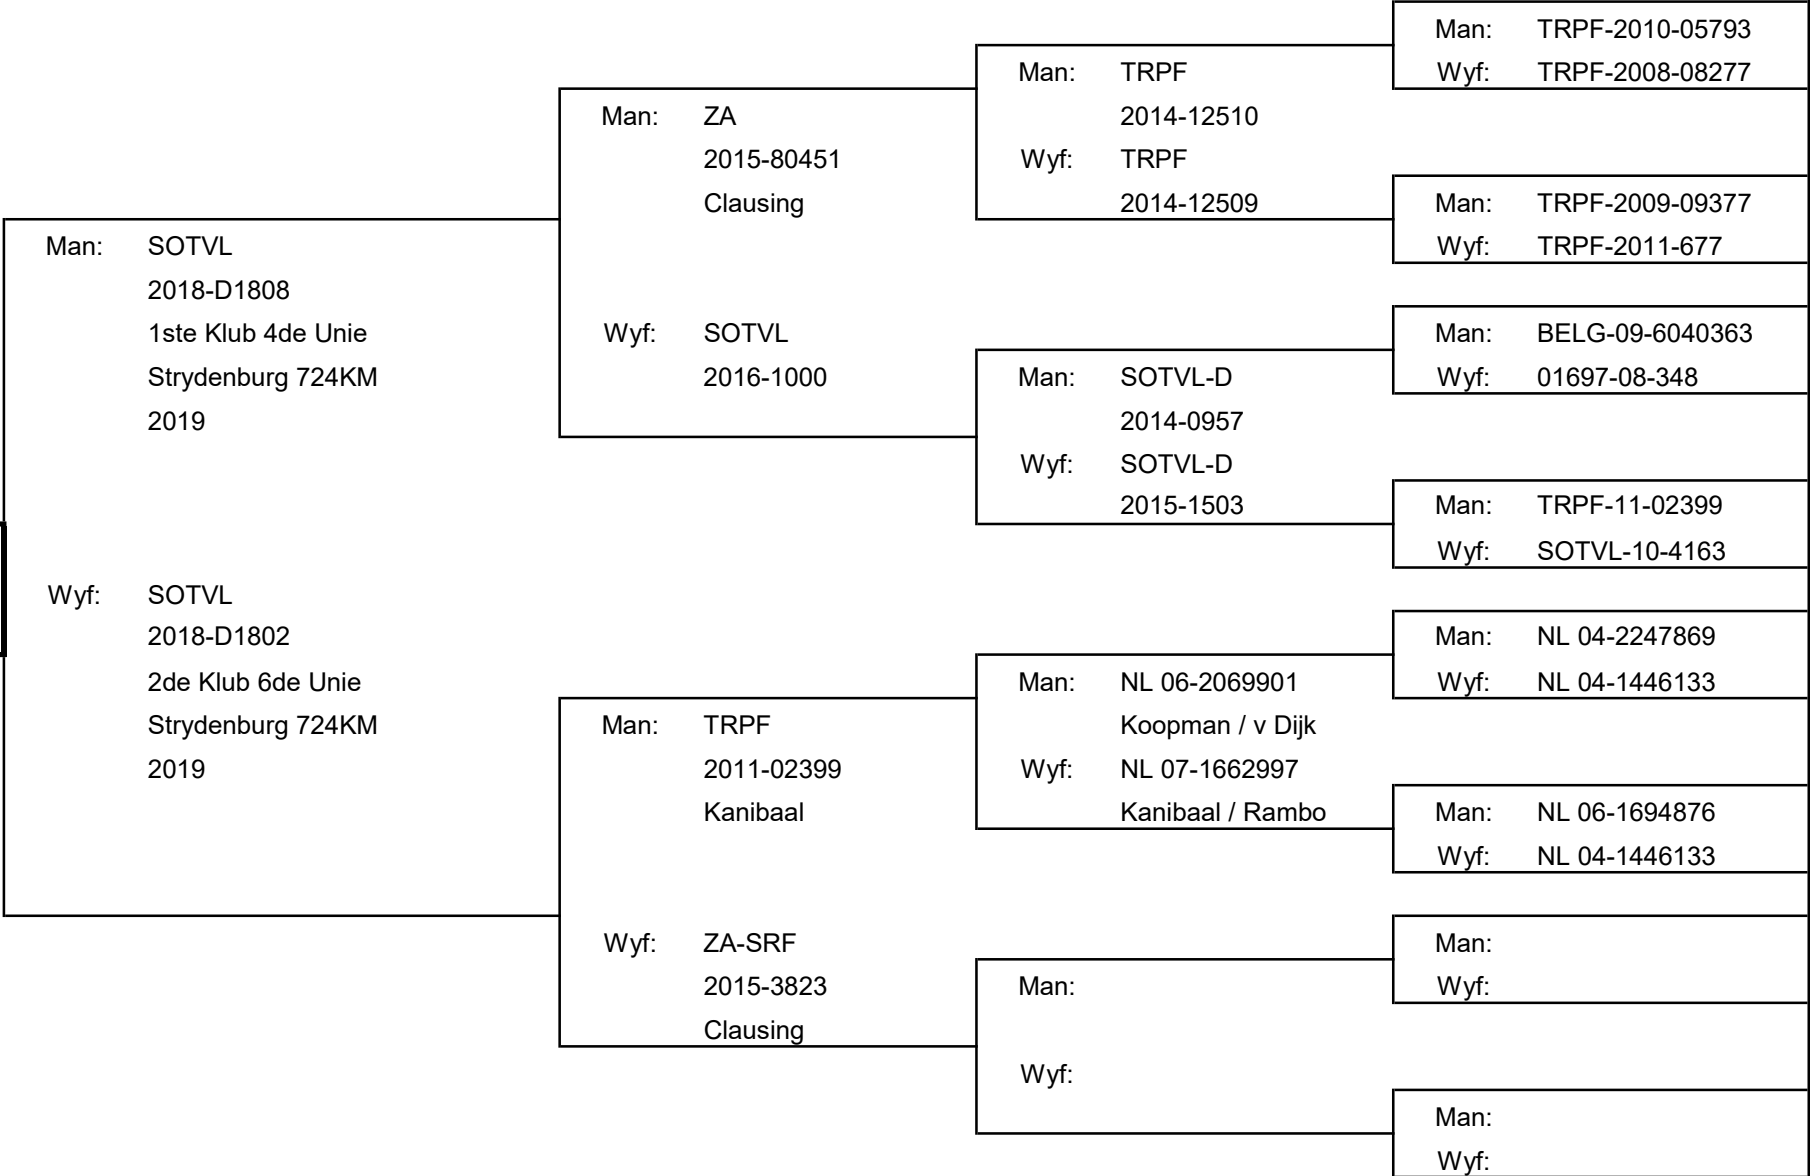 Man: SOTVL
2018-D1808
1ste Klub 4de Unie
Strydenburg 724KM
2019
Wyf: SOTVL
2018-D1802
2de Klub 6de Unie
Strydenburg 724KM
2019
Man: ZA
2015-80451
Clausing
Wyf: SOTVL
2016-1000
Man: TRPF
2011-02399
Kanibaal
Wyf: ZA-SRF
2015-3823
Clausing
Man: TRPF
2014-12510
Wyf: TRPF
2014-12509
Man: SOTVL-D
2014-0957
Wyf: SOTVL-D
2015-1503
Man: NL 06-2069901
Koopman / v Dijk
Wyf: NL 07-1662997
Kanibaal / Rambo
Man:
Wyf:
Man: TRPF-2010-05793
Wyf: TRPF-2008-08277
Man: TRPF-2009-09377
Wyf: TRPF-2011-677
Man: BELG-09-6040363
Wyf: 01697-08-348
Man: TRPF-11-02399
Wyf: SOTVL-10-4163
Man: NL 04-2247869
Wyf: NL 04-1446133
Man: NL 06-1694876
Wyf: NL 04-1446133
Man:
Wyf:
Man:
Wyf: